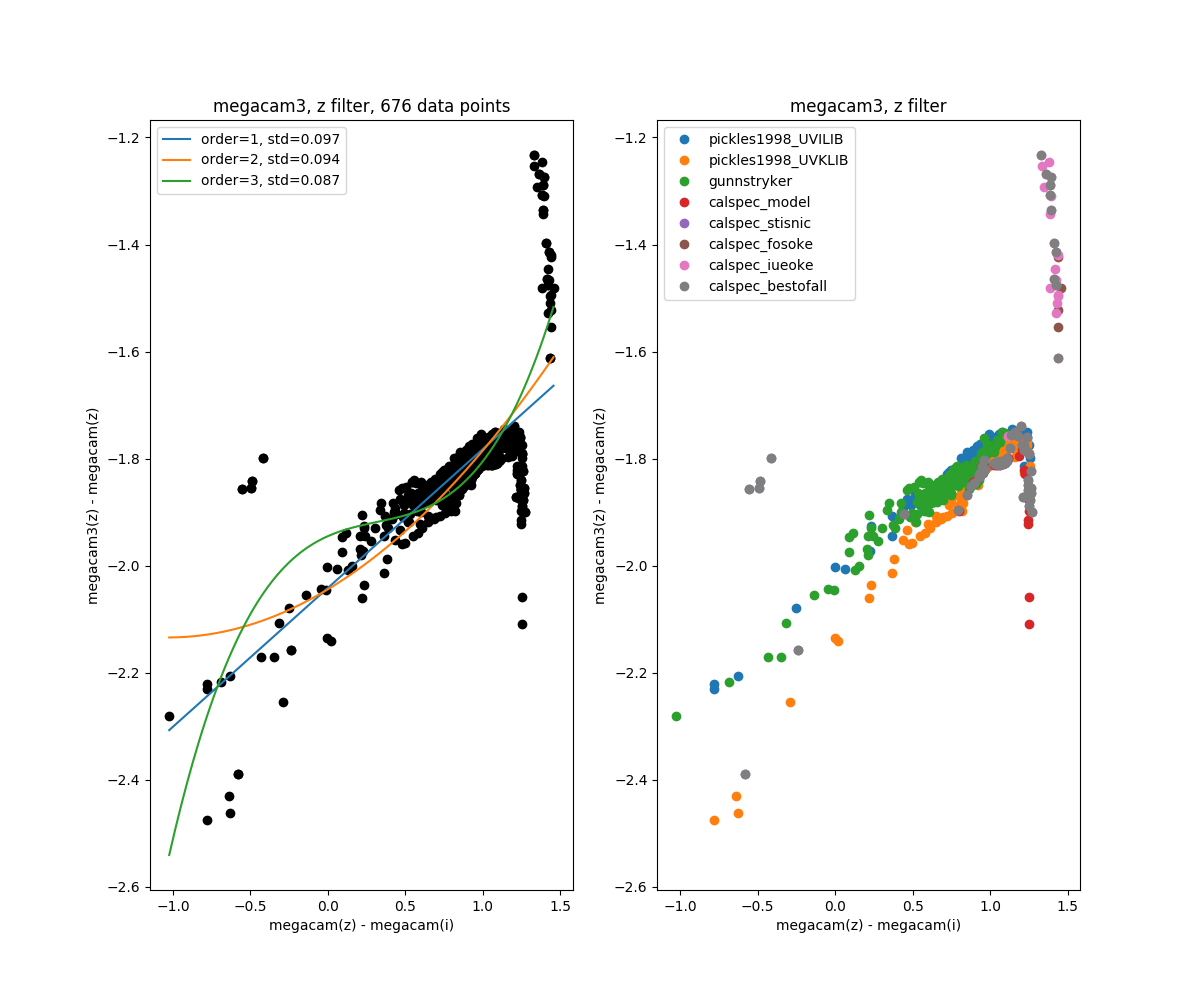 megacam3, z filter, 676 data points
order=1, std=0.097
order=2, std=0.094
order=3, std=0.087
−1.2
−1.4
−1.6
−1.8
−2.0
−2.2
−2.4
−2.6
megacam3(z) - megacam(z)
−1.0
−0.5
0.0
0.5
1.0
1.5
megacam(z) - megacam(i)
megacam3, z filter
pickles1998_UVILIB
pickles1998_UVKLIB
gunnstryker
calspec_model
calspec_stisnic
calspec_fosoke
calspec_iueoke
calspec_bestofall
−1.2
−1.4
−1.6
−1.8
−2.0
−2.2
−2.4
−2.6
megacam3(z) - megacam(z)
−1.0
−0.5
0.0
0.5
1.0
1.5
megacam(z) - megacam(i)